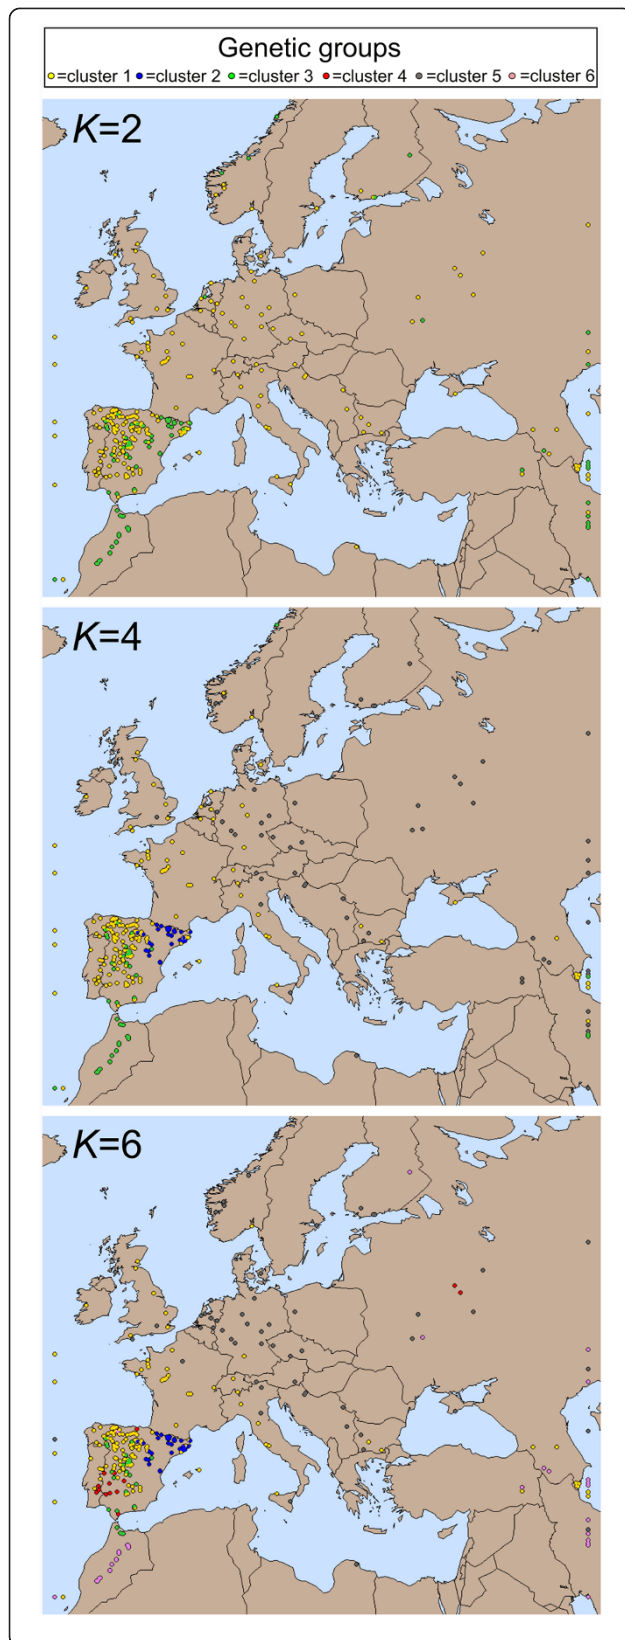 Genetic groups
=cluster 1 =cluster 2 =cluster 3 =cluster 4 =cluster 5 =cluster 6
K=2
K=4
K=6